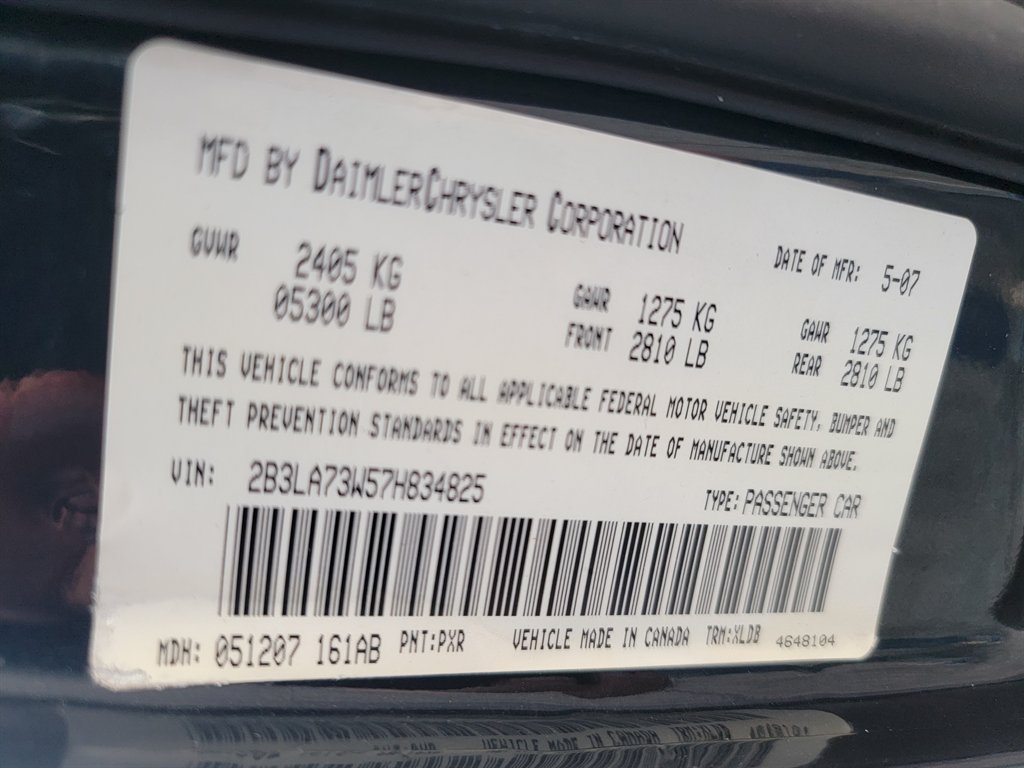 MFD BY DAIMLERCHRYSLER CORPORATION
DATE OF MFR: 5-07
GVWR 2405 KG
05300 LB
GAWR FRONT 1275 KG
2810 LB
GAWR REAR 1275 KG
2810 LB
THIS VEHICLE CONFORMS TO ALL APPLICABLE FEDERAL MOTOR VEHICLE SAFETY, BUMPER AND
THEFT PREVENTION STANDARDS IN EFFECT ON THE DATE OF MANUFACTURE SHOWN ABOVE.
VIN: 2B3LA73W57H834825
TYPE: PASSENGER CAR
MDH: 051207 161AB PNT:PXR VEHICLE MADE IN CANADA TRM:XLDB 4648104